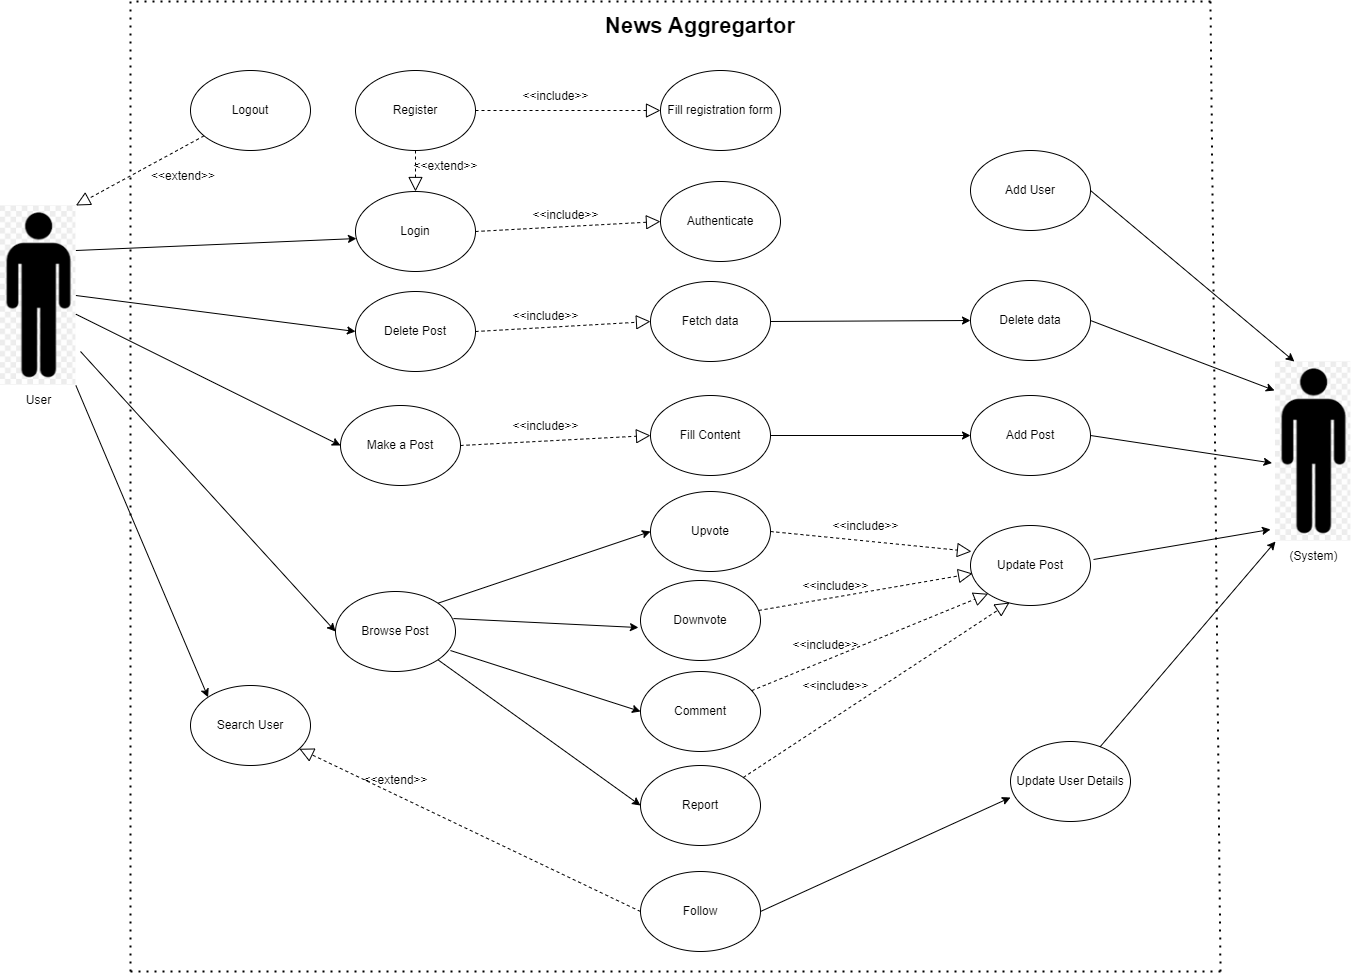 News Aggregartor
Logout
Register
<<include>>
Fill registration form
<<extend>>
<<extend>>
Add User
Login
<<include>>
Authenticate
Delete Post
<<include>>
Fetch data
Delete data
User
Make a Post
<<include>>
Fill Content
Add Post
Upvote
<<include>>
Update Post
(System)
Browse Post
Downvote
<<include>>
<<include>>
Comment
<<include>>
Search User
<<extend>>
Report
Update User Details
Follow